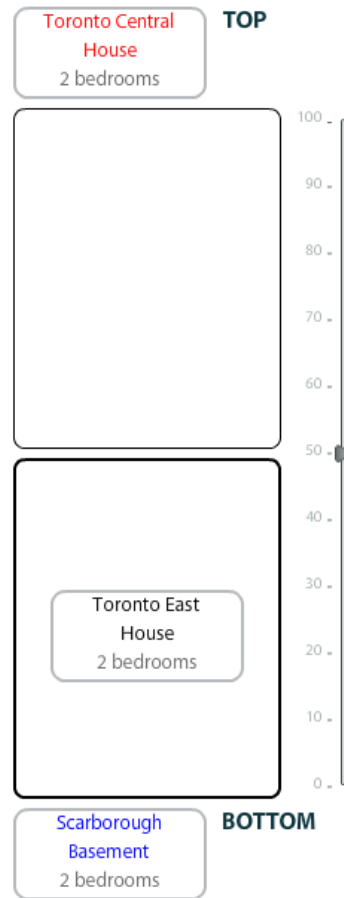 Toronto Central
House
2 bedrooms
TOP
100
90
80
70
60
50
40
30
20
10
0
Toronto East
House
2 bedrooms
Scarborough
Basement
2 bedrooms
BOTTOM